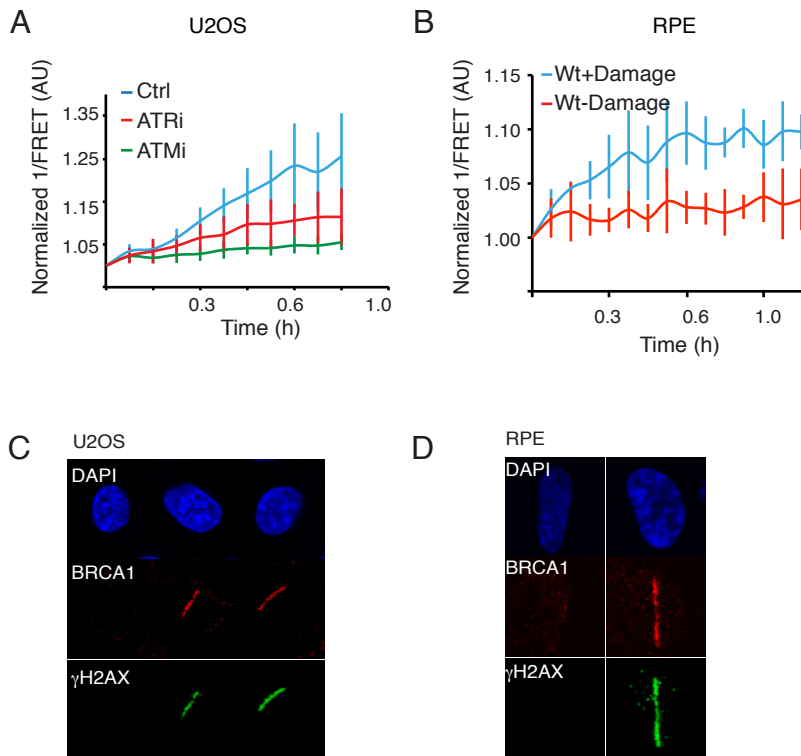 A
U2OS
Normalized 1/FRET (AU)
1.35
1.25
1.15
1.05
Ctrl
ATRi
ATMi
0.3
0.6
1.0
Time (h)
B
RPE
Normalized 1/FRET (AU)
1.15
1.10
1.05
1.00
Wt+Damage
Wt-Damage
0.3
0.6
1.0
Time (h)
C
U2OS
DAPI
BRCA1
γH2AX
D
RPE
DAPI
BRCA1
γH2AX